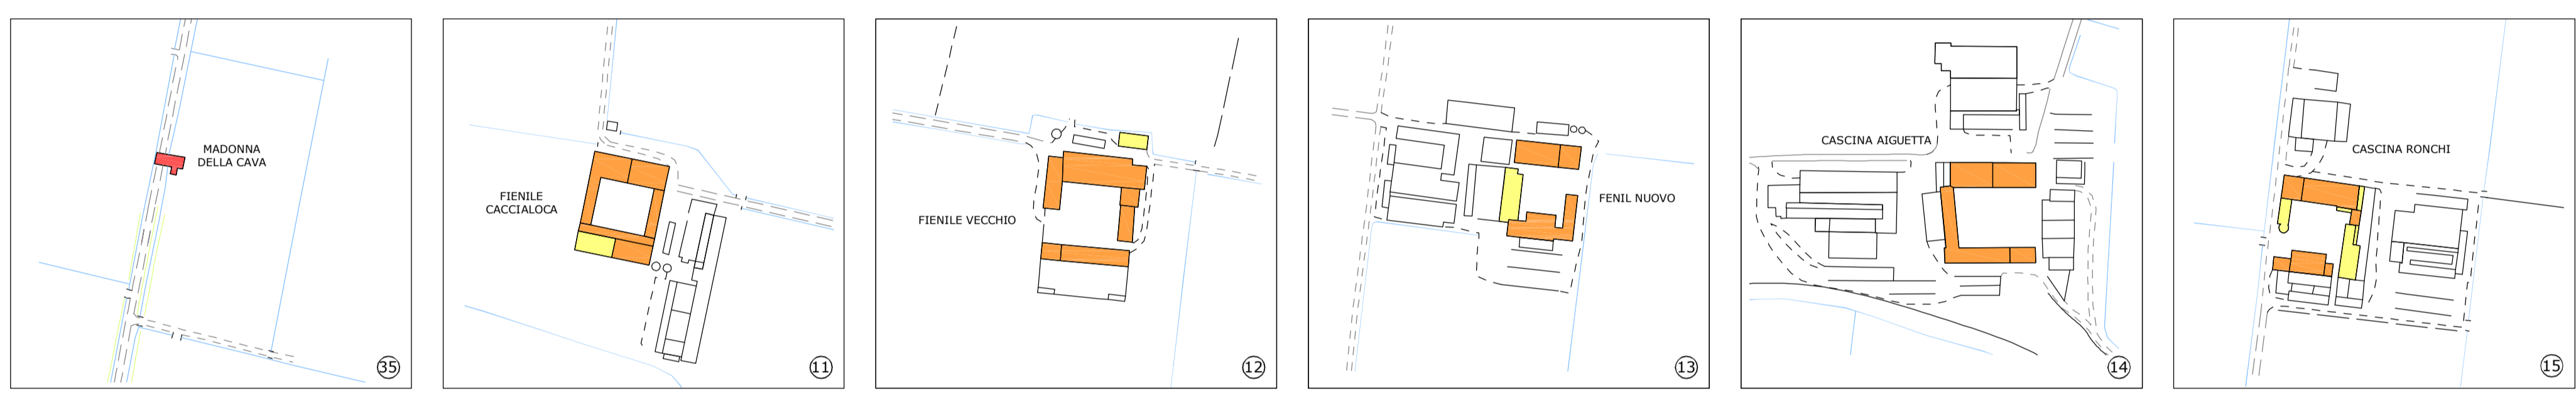 MADONNA
DELLA CAVA
35
FIENILE
CACCIALOCA
11
FIENILE VECCHIO
12
FENIL NUOVO
13
CASCINA AIGUETTA
14
CASCINA RONCHI
15